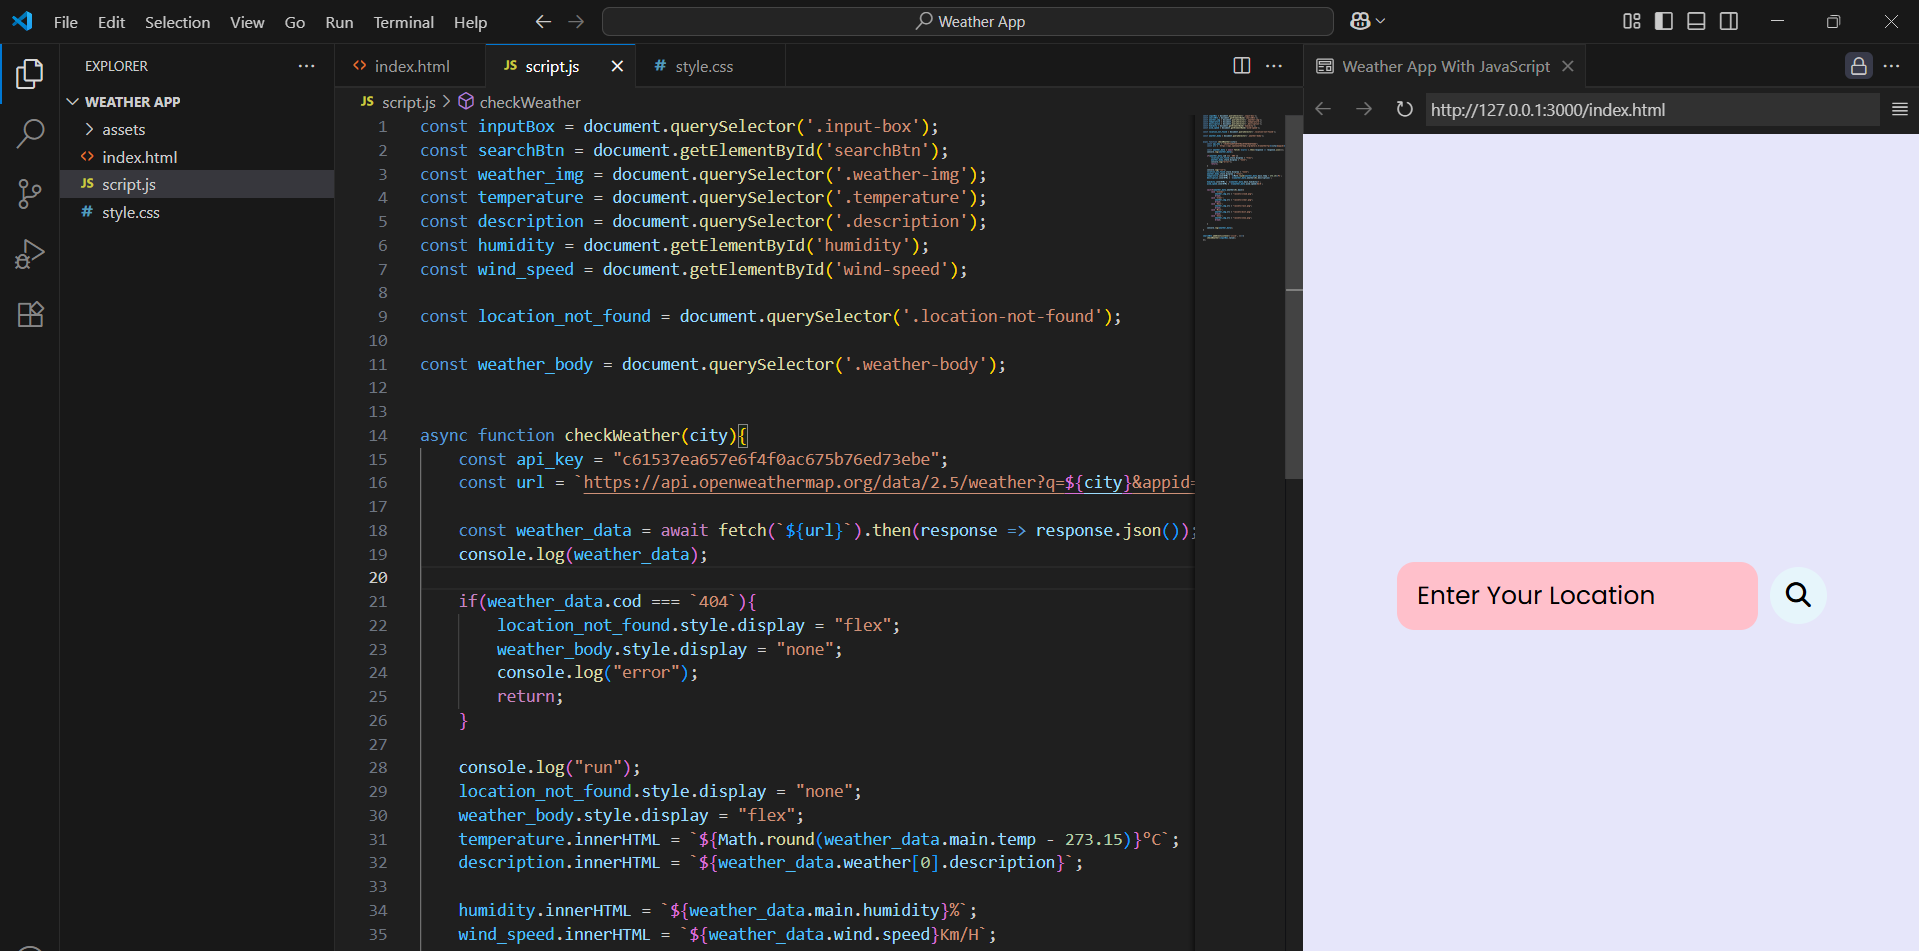 File Edit Selection View Go Run Terminal Help
Weather App
EXPLORER
WEATHER APP
assets
index.html
JS script.js
# style.css
index.html
JS script.js
# style.css
JS script.js > checkWeather
1 const inputBox = document.querySelector('.input-box');
2 const searchBtn = document.getElementById('searchBtn');
3 const weather_img = document.querySelector('.weather-img');
4 const temperature = document.querySelector('.temperature');
5 const description = document.querySelector('.description');
6 const humidity = document.getElementById('humidity');
7 const wind_speed = document.getElementById('wind-speed');
8
9 const location_not_found = document.querySelector('.location-not-found');
10
11 const weather_body = document.querySelector('.weather-body');
12
13
14 async function checkWeather(city){
15 const api_key = "c61537ea657e6f4f0ac675b76ed73ebe";
16 const url = `https://api.openweathermap.org/data/2.5/weather?q=${city}&appid=
17
18 const weather_data = await fetch(`${url}`).then(response => response.json());
19 console.log(weather_data);
20
21 if(weather_data.cod === `404`){
22 location_not_found.style.display = "flex";
23 weather_body.style.display = "none";
24 console.log("error");
25 return;
26 }
27
28 console.log("run");
29 location_not_found.style.display = "none";
30 weather_body.style.display = "flex";
31 temperature.innerHTML = `${Math.round(weather_data.main.temp - 273.15)}°C`;
32 description.innerHTML = `${weather_data.weather[0].description}`;
33
34 humidity.innerHTML = `${weather_data.main.humidity}%`;
35 wind_speed.innerHTML = `${weather_data.wind.speed}Km/H`;
Weather App With JavaScript
http://127.0.0.1:3000/index.html
Enter Your Location